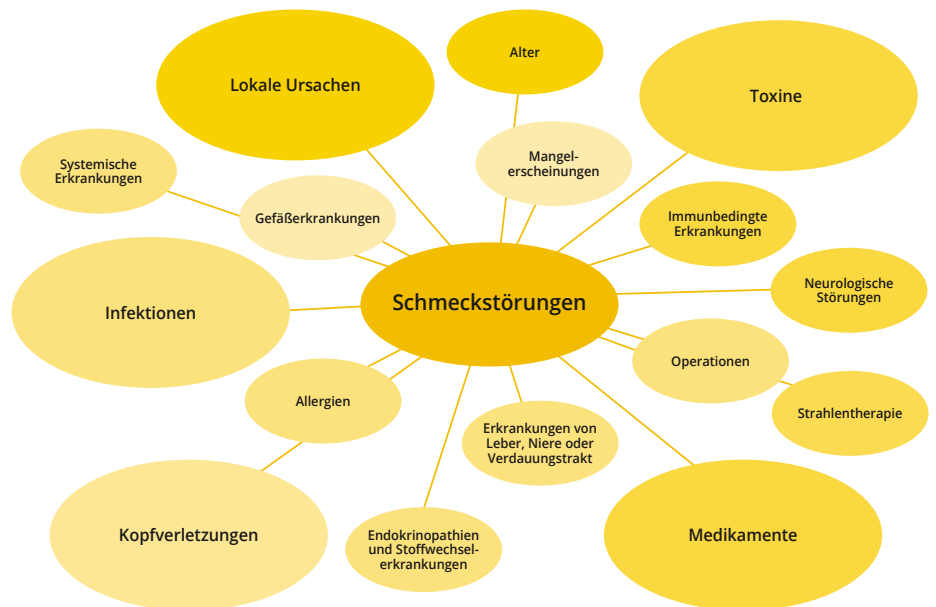 Alter
Lokale Ursachen
Toxine
Systemische
Erkrankungen
Mangel-
erscheinungen
Gefäßerkrankungen
Immunbedingte
Erkrankungen
Schmeckstörungen
Neurologische
Störungen
Infektionen
Operationen
Allergien
Strahlentherapie
Erkrankungen von
Leber, Niere oder
Verdauungstrakt
Kopfverletzungen
Endokrinopathien
und Stoffwechsel-
erkrankungen
Medikamente